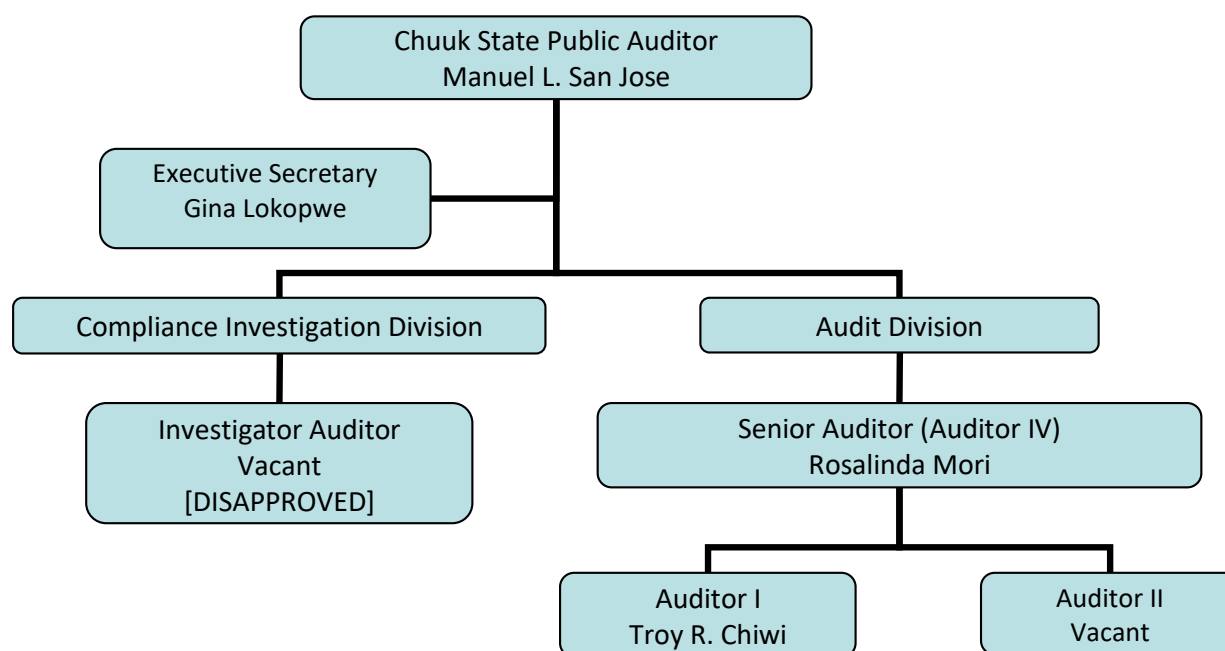 Chuuk State Public Auditor
Manuel L. San Jose
Executive Secretary
Gina Lokopwe
Compliance Investigation Division
Audit Division
Investigator Auditor
Vacant
[DISAPPROVED]
Senior Auditor (Auditor IV)
Rosalinda Mori
Auditor I
Troy R. Chiwi
Auditor II
Vacant